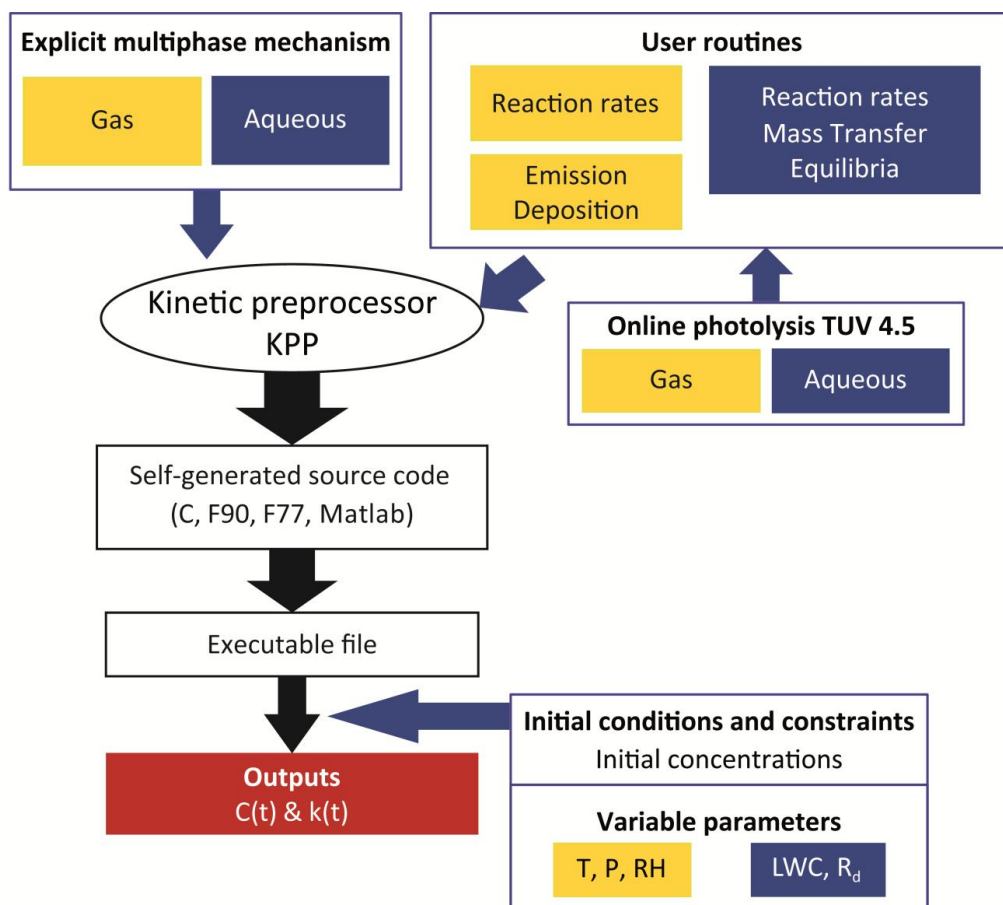 Explicit multiphase mechanism
Gas
Aqueous
User routines
Reaction rates
Emission
Deposition
Reaction rates
Mass Transfer
Equilibria
Kinetic preprocessor
KPP
Online photolysis TUV 4.5
Gas
Aqueous
Self-generated source code
(C, F90, F77, Matlab)
Executable file
Initial conditions and constraints
Initial concentrations
Outputs
C(t) & k(t)
Variable parameters
T, P, RH
LWC, R_d